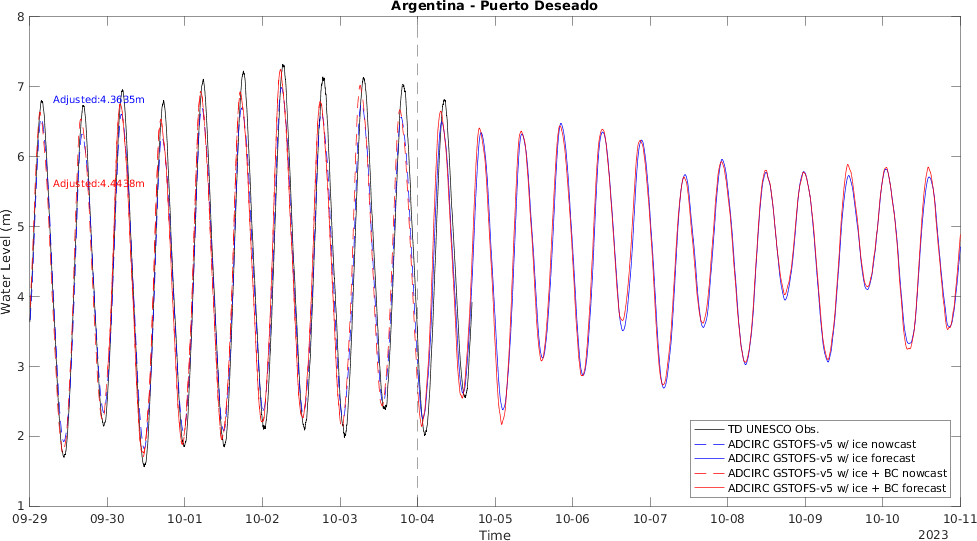 Argentina - Puerto Deseado
8
7
6
5
4
3
2
1
Water Level (m)
Adjusted:4.3635m
Adjusted:4.4438m
TD UNESCO Obs.
ADCIRC GSTOFS-v5 w/ ice nowcast
ADCIRC GSTOFS-v5 w/ ice forecast
ADCIRC GSTOFS-v5 w/ ice + BC nowcast
ADCIRC GSTOFS-v5 w/ ice + BC forecast
09-29 09-30 10-01 10-02 10-03 10-04 10-05 10-06 10-07 10-08 10-09 10-10 10-11
Time
2023